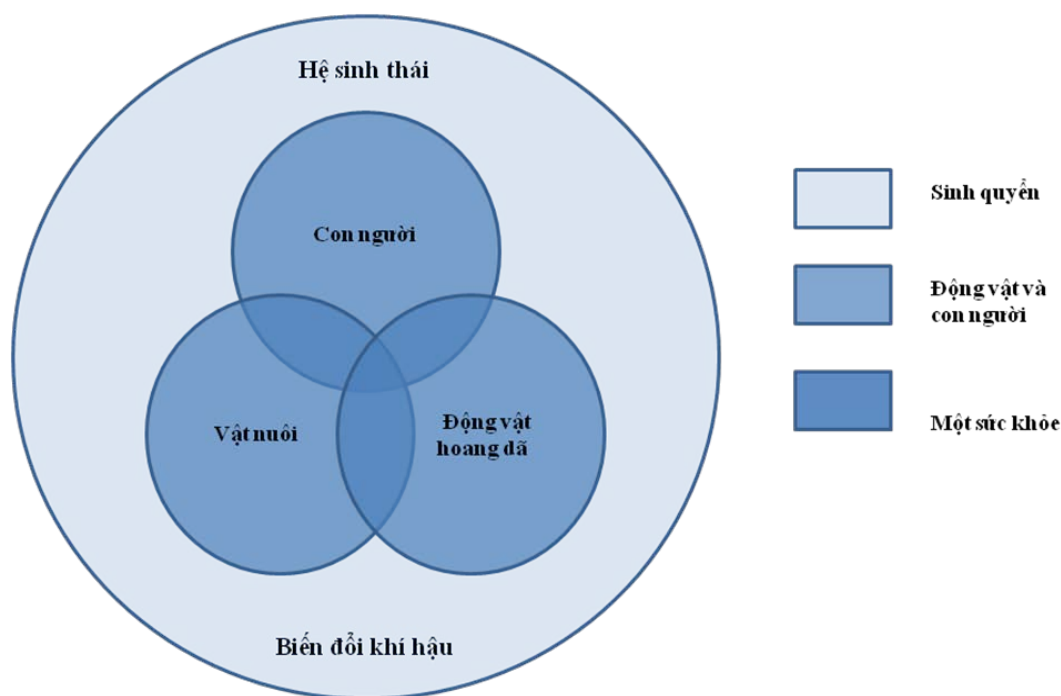 Hệ sinh thái
Con người
Vật nuôi
Động vật
hoang dã
Biến đổi khí hậu
Sinh quyển
Động vật và
con người
Một sức khỏe